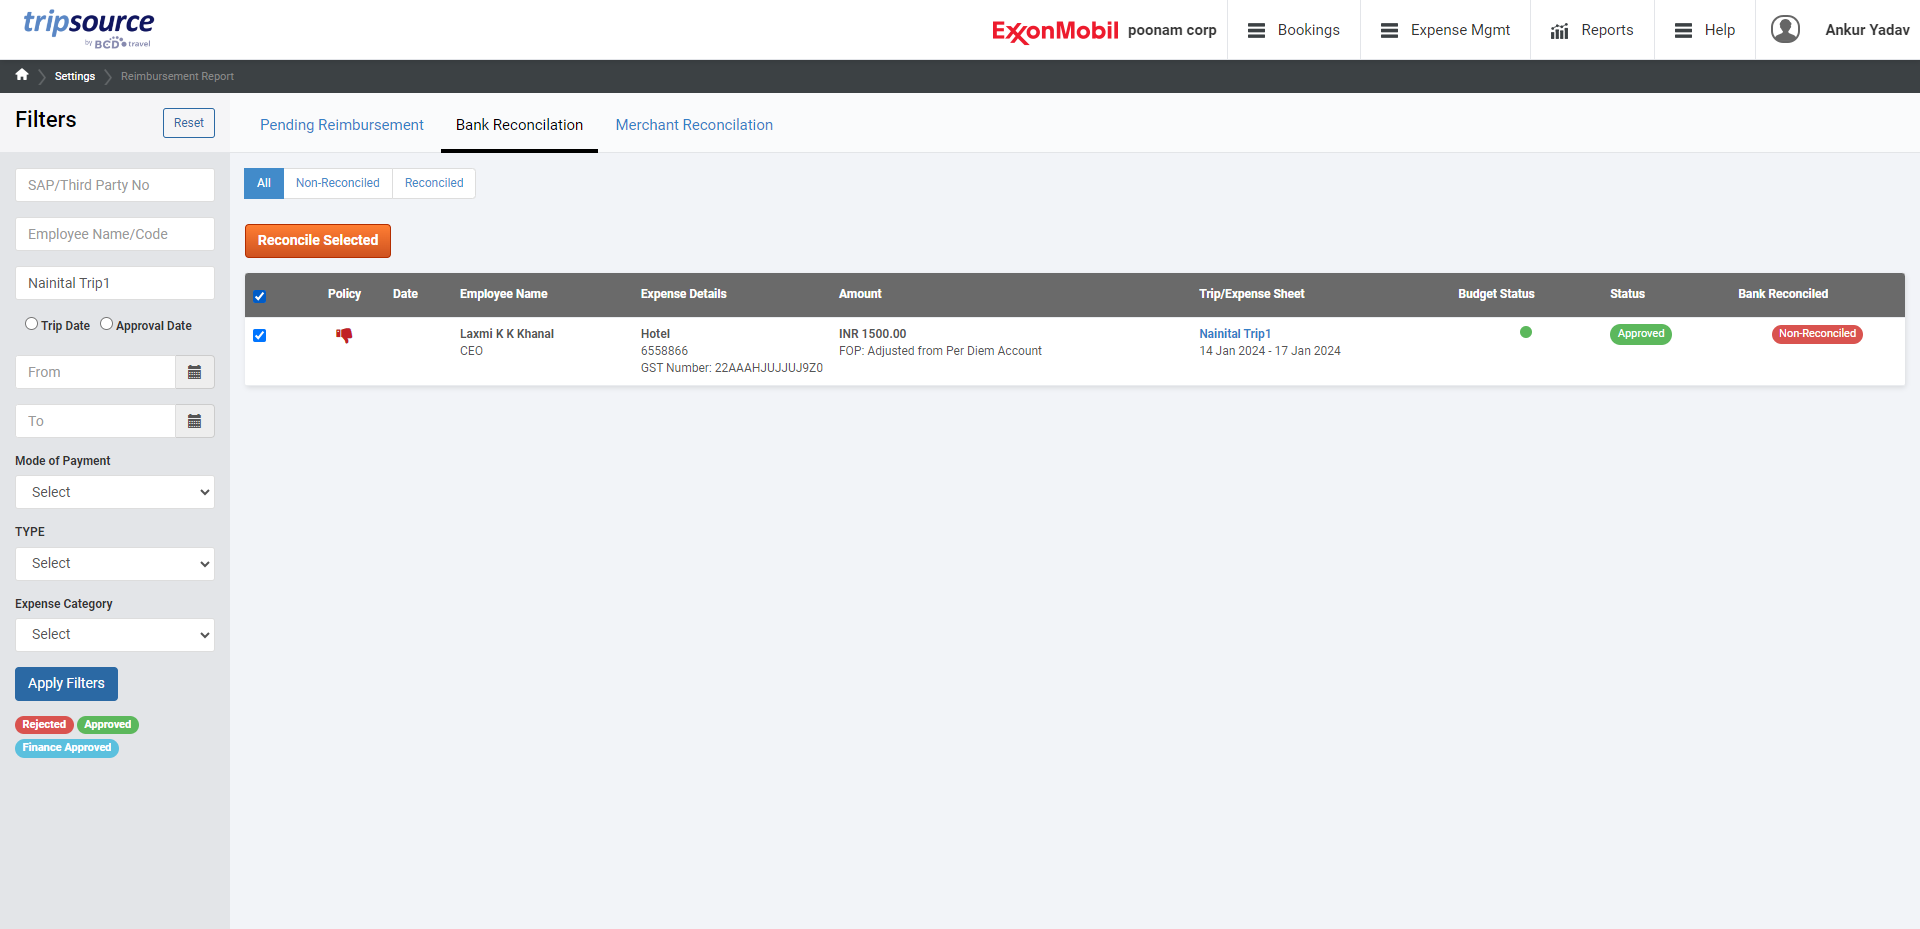 tripsource
by BCD travel
ExxonMobil poonam corp
Bookings
Expense Mgmt
Reports
Help
Ankur Yadav
Settings
Reimbursement Report
Filters
Reset
SAP/Third Party No
Employee Name/Code
Nainital Trip1
Trip Date
Approval Date
From
To
Mode of Payment
Select
TYPE
Select
Expense Category
Select
Apply Filters
Rejected
Approved
Finance Approved
Pending Reimbursement
Bank Reconcilation
Merchant Reconcilation
All
Non-Reconciled
Reconciled
Reconcile Selected
Policy Date Employee Name Expense Details Amount Trip/Expense Sheet Budget Status Status Bank Reconciled
Laxmi K K Khanal Hotel INR 1500.00 Nainital Trip1 Approved Non-Reconciled
CEO 6558866 FOP: Adjusted from Per Diem Account 14 Jan 2024 - 17 Jan 2024
GST Number: 22AAAHJUJJUJ9Z0